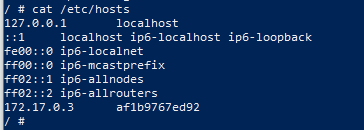 / # cat /etc/hosts
127.0.0.1       localhost
::1     localhost ip6-localhost ip6-loopback
fe00::0 ip6-localnet
ff00::0 ip6-mcastprefix
ff02::1 ip6-allnodes
ff02::2 ip6-allrouters
172.17.0.3      af1b9767ed92
/ #